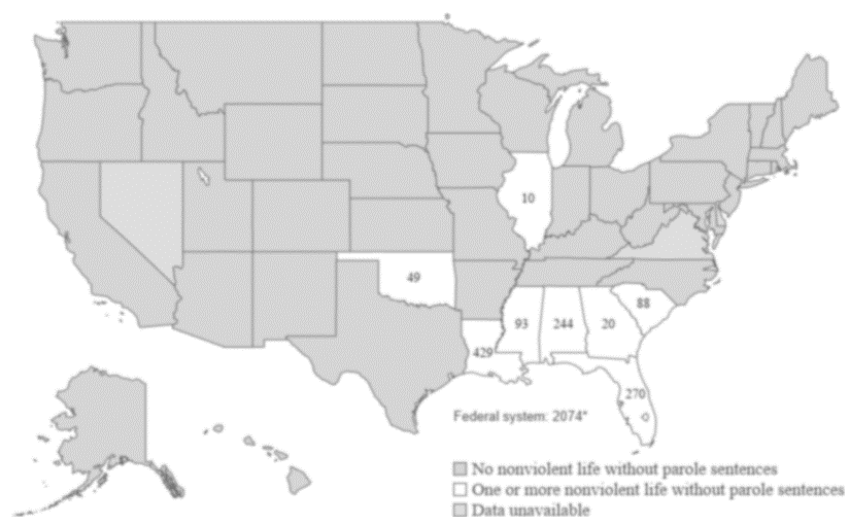 10
49
88
93
244
20
429
270
Federal system: 2074*
No nonviolent life without parole sentences
One or more nonviolent life without parole sentences
Data unavailable